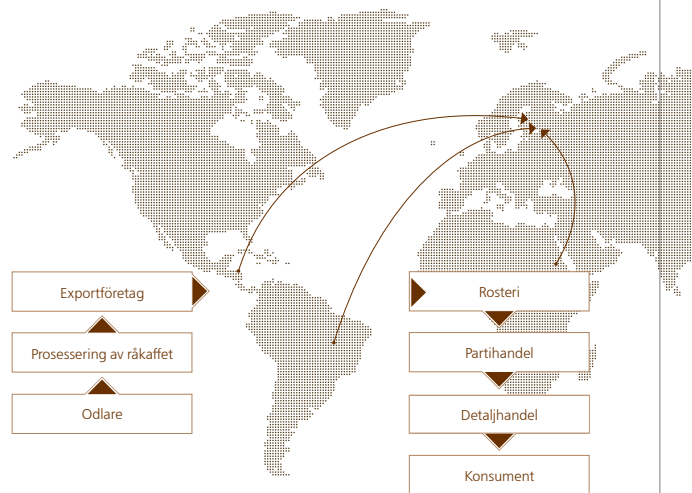 Exportföretag
Prosessering av råkaffet
Odlare
Rosteri
Partihandel
Detaljhandel
Konsument